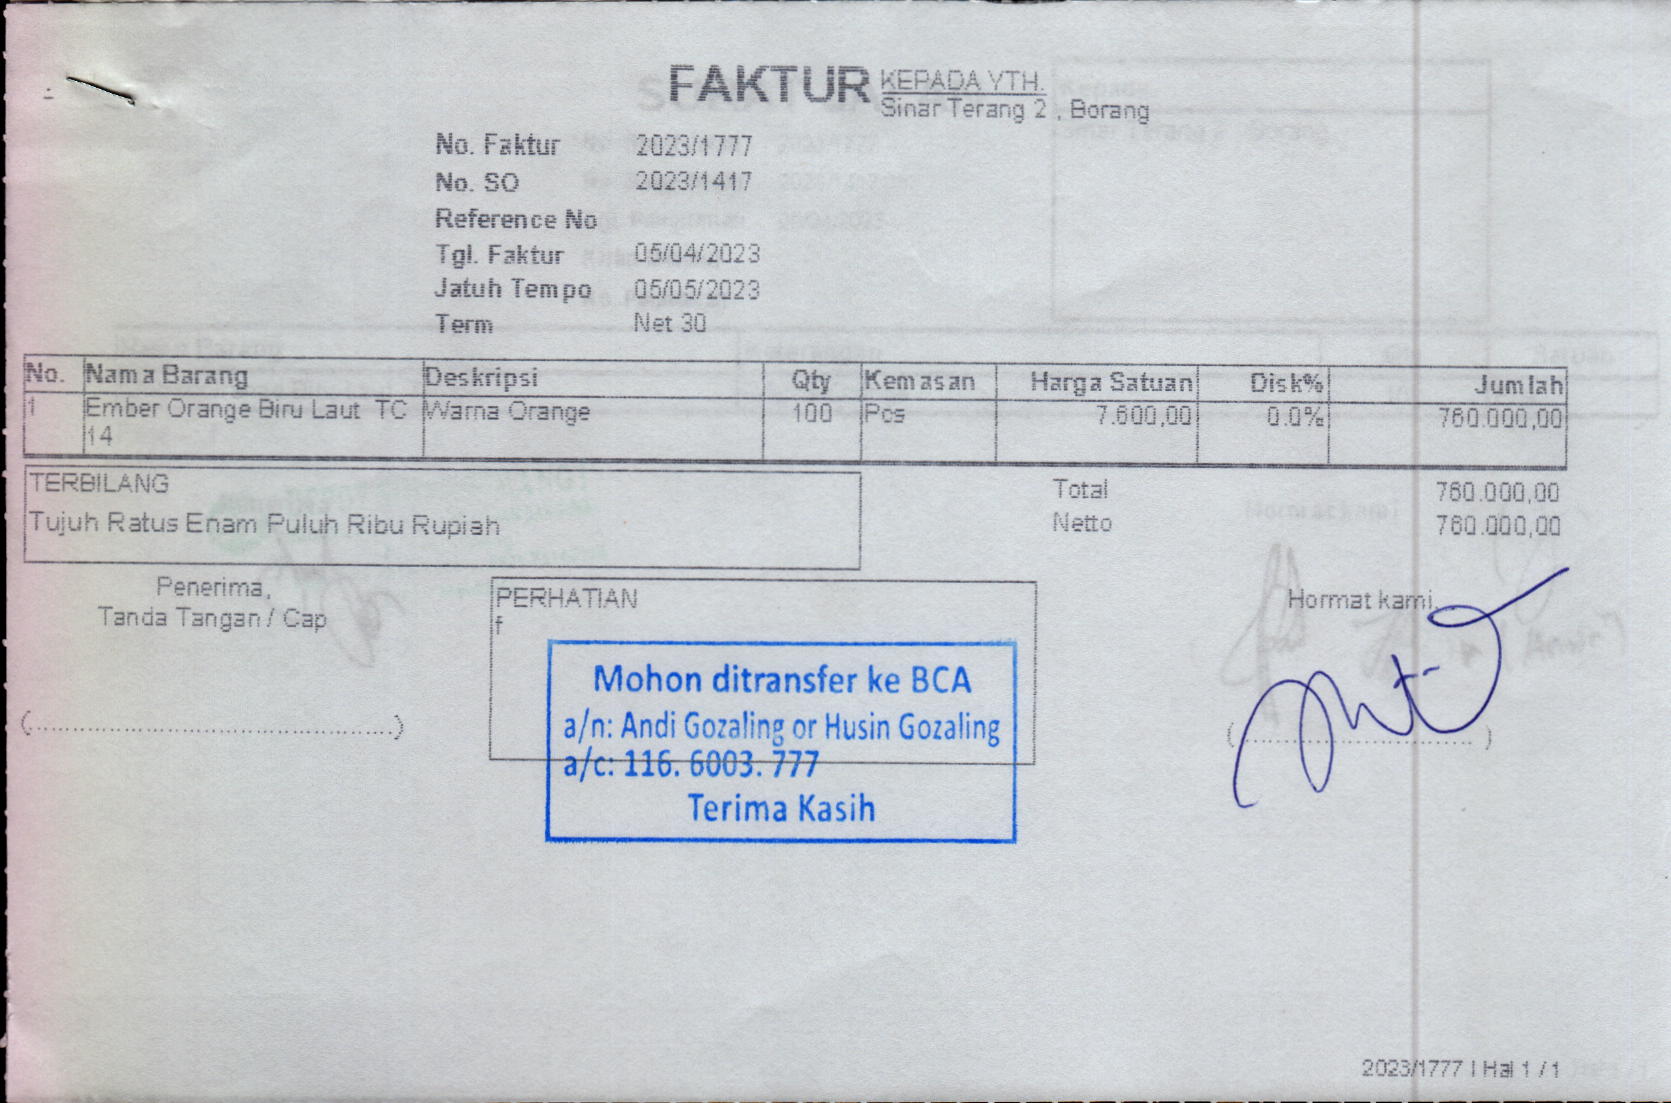 FAKTUR
KEPADA YTH.
Sinar Terang 2 , Borang
No. Faktur 2023/1777
No. SO 2023/1417
Reference No
Tgl. Faktur 05/04/2023
Jatuh Tempo 05/05/2023
Term Net 30
No. Nama Barang Deskripsi Qty Kemasan Harga Satuan Disk% Jumlah
1 Ember Orange Biru Laut TC Warna Orange 100 Pcs 7.600,00 0.0% 760.000,00
14
TERBILANG
Tujuh Ratus Enam Puluh Ribu Rupiah
Total 760.000,00
Netto 760.000,00
Penerima,
Tanda Tangan / Cap
(..........................................................)
PERHATIAN
f
Mohon ditransfer ke BCA
a/n: Andi Gozaling or Husin Gozaling
a/c: 116. 6003. 777
Terima Kasih
Hormat kami,
(......................................)
2023/1777 | Hal 1 / 1